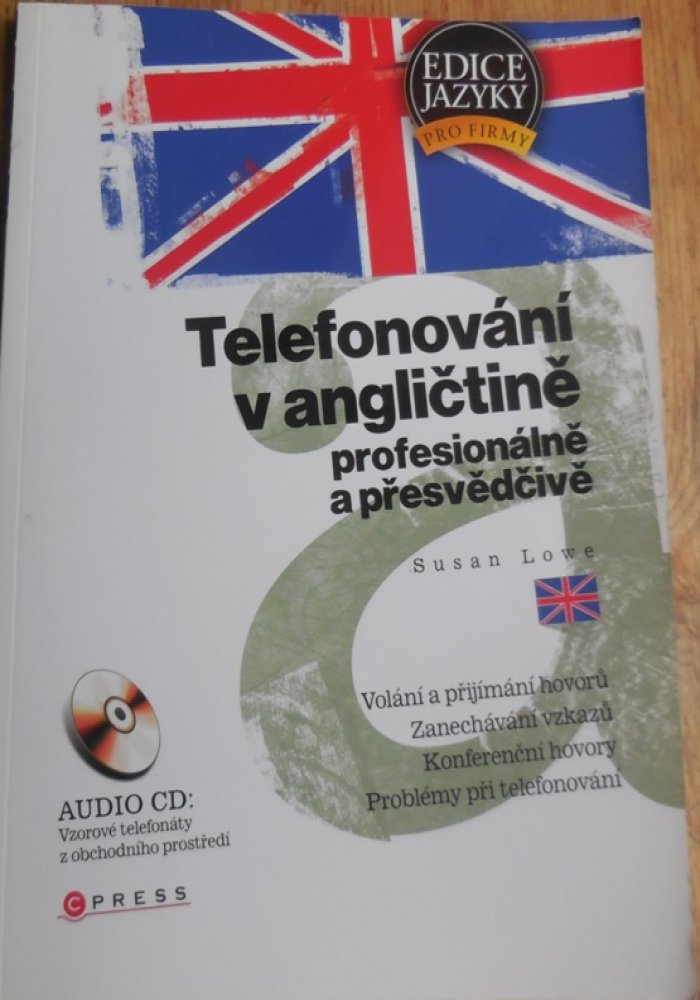 EDICE
JAZYKY
PRO FIRMY
Telefonování
v angličtině
profesionálně
a přesvědčivě
Susan Lowe
Volání a přijímání hovorů
Zanechávání vzkazů
Konferenční hovory
Problémy při telefonování
AUDIO CD:
Vzorové telefonáty
z obchodního prostředí
CPRESS